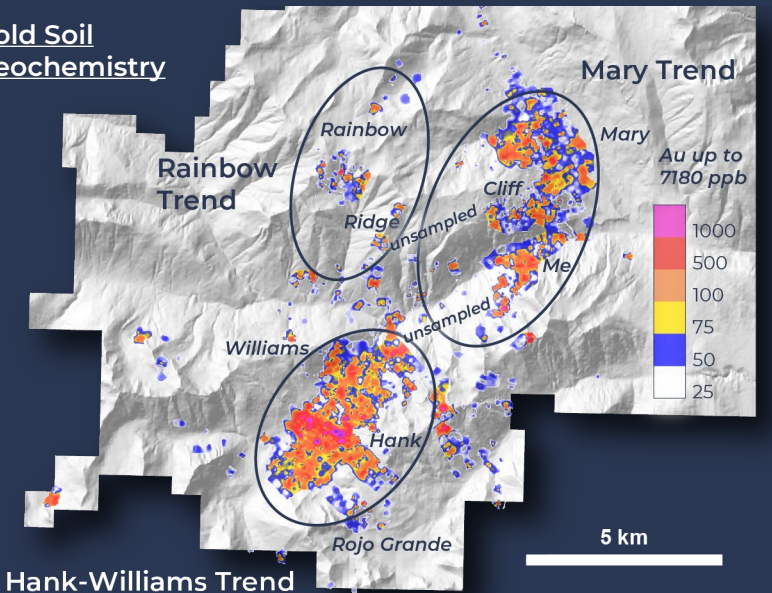 old Soil
eochemistry
Mary Trend
Rainbow
Mary
Au up to
7180 ppb
Rainbow
Trend
Cliff
Ridge
unsampled
1000
500
100
75
50
25
Me
unsampled
Williams
Hank
Rojo Grande
5 km
Hank-Williams Trend